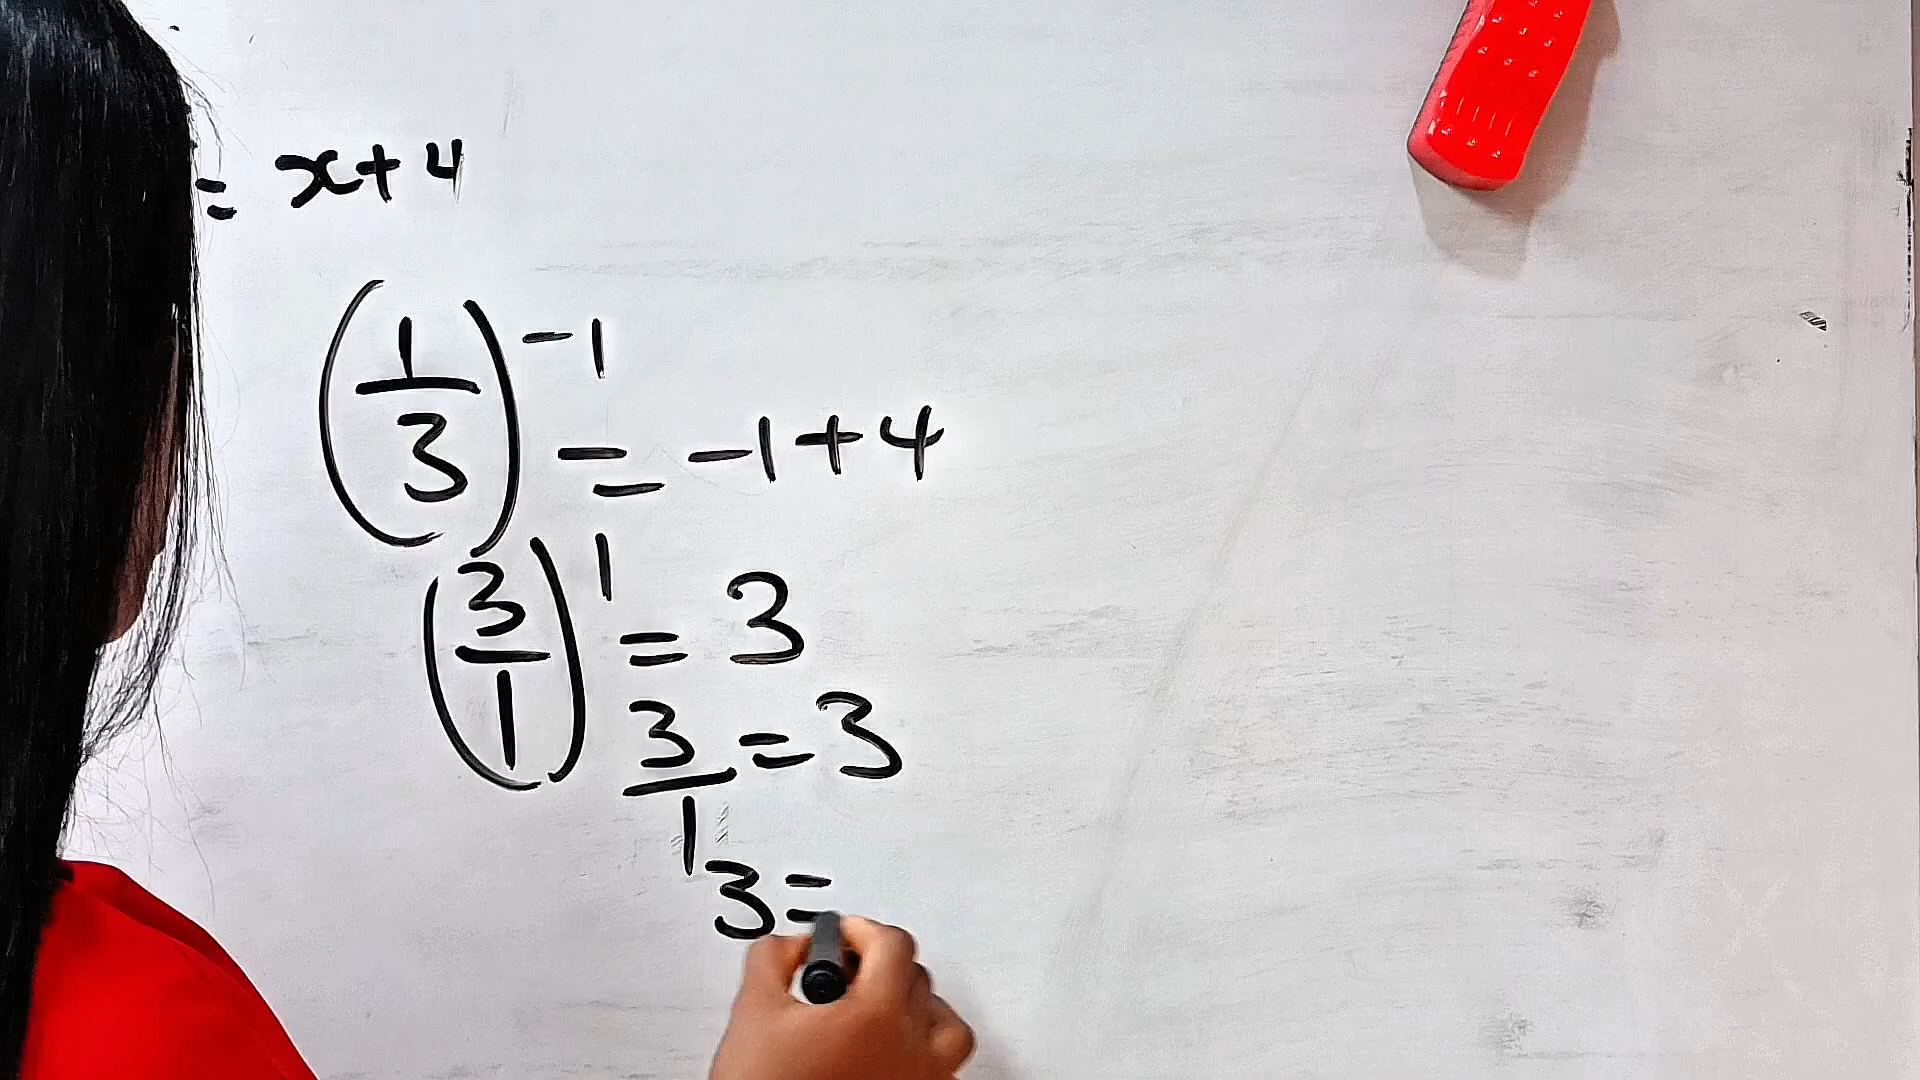 = x+4
(1/3)^-1 = -1+4
(3/1)^1 = 3
3/1 = 3
3=